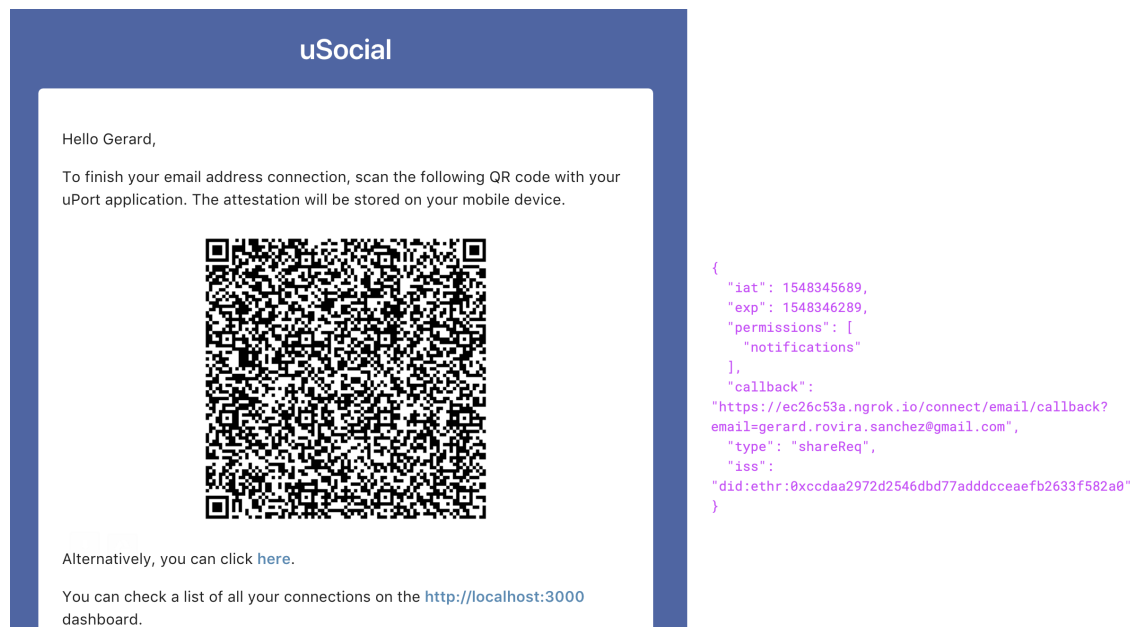 uSocial
Hello Gerard,
To finish your email address connection, scan the following QR code with your
uPort application. The attestation will be stored on your mobile device.
Alternatively, you can click here.
You can check a list of all your connections on the http://localhost:3000
dashboard.
{
"iat": 1548345689,
"exp": 1548346289,
"permissions": [
"notifications"
],
"callback":
"https://ec26c53a.ngrok.io/connect/email/callback?
email=gerard.rovira.sanchez@gmail.com",
"type": "shareReq",
"iss":
"did:ethr:0xccdaa2972d2546dbd77adddcceaefb2633f582a0"
}